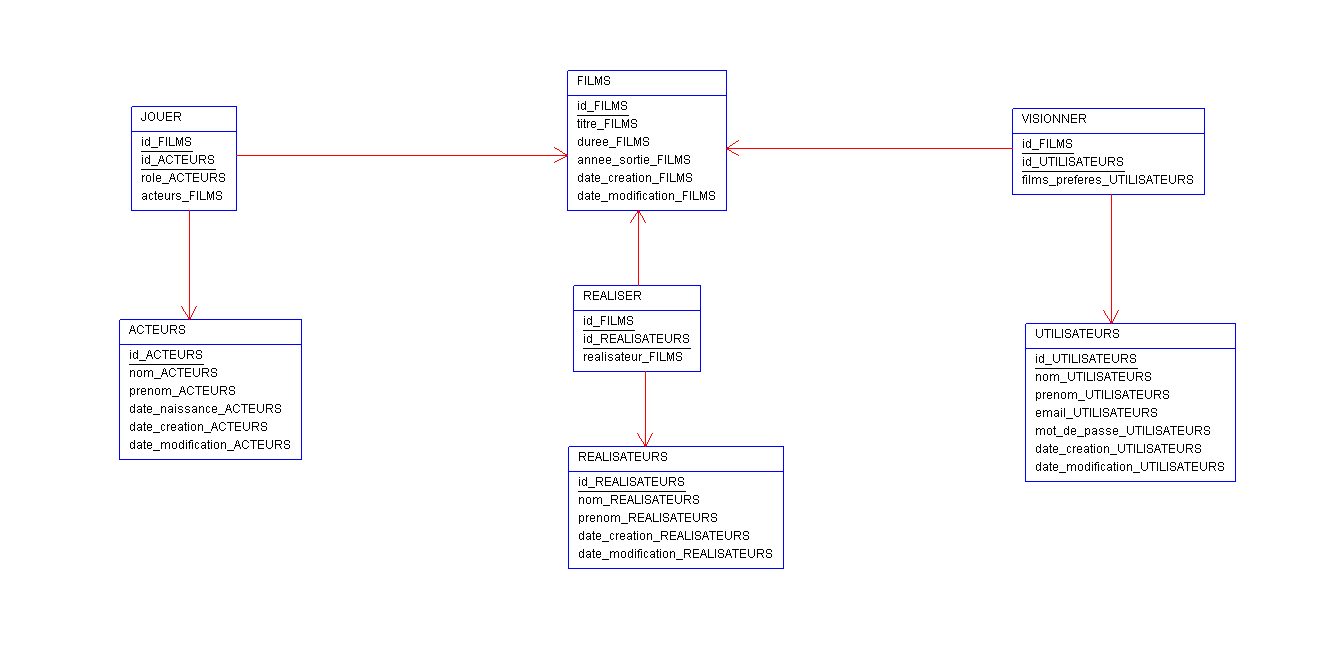 FILMS
id_FILMS
titre_FILMS
duree_FILMS
annee_sortie_FILMS
date_creation_FILMS
date_modification_FILMS
JOUER
id_FILMS
id_ACTEURS
role_ACTEURS
acteurs_FILMS
VISIONNER
id_FILMS
id_UTILISATEURS
films_preferes_UTILISATEURS
REALISER
id_FILMS
id_REALISATEURS
realisateur_FILMS
ACTEURS
id_ACTEURS
nom_ACTEURS
prenom_ACTEURS
date_naissance_ACTEURS
date_creation_ACTEURS
date_modification_ACTEURS
UTILISATEURS
id_UTILISATEURS
nom_UTILISATEURS
prenom_UTILISATEURS
email_UTILISATEURS
mot_de_passe_UTILISATEURS
date_creation_UTILISATEURS
date_modification_UTILISATEURS
REALISATEURS
id_REALISATEURS
nom_REALISATEURS
prenom_REALISATEURS
date_creation_REALISATEURS
date_modification_REALISATEURS